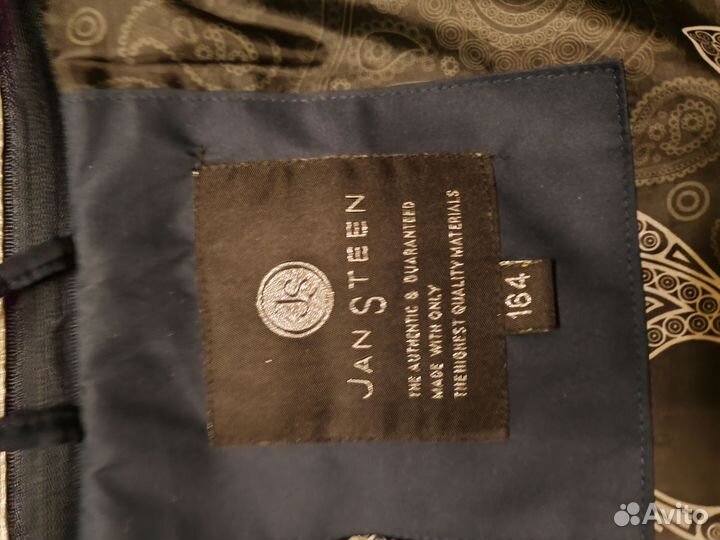 JS
JAN STEEN
THE AUTHENTIC & GUARANTEED
MADE WITH ONLY
THE HIGHEST QUALITY MATERIALS
164
Avito